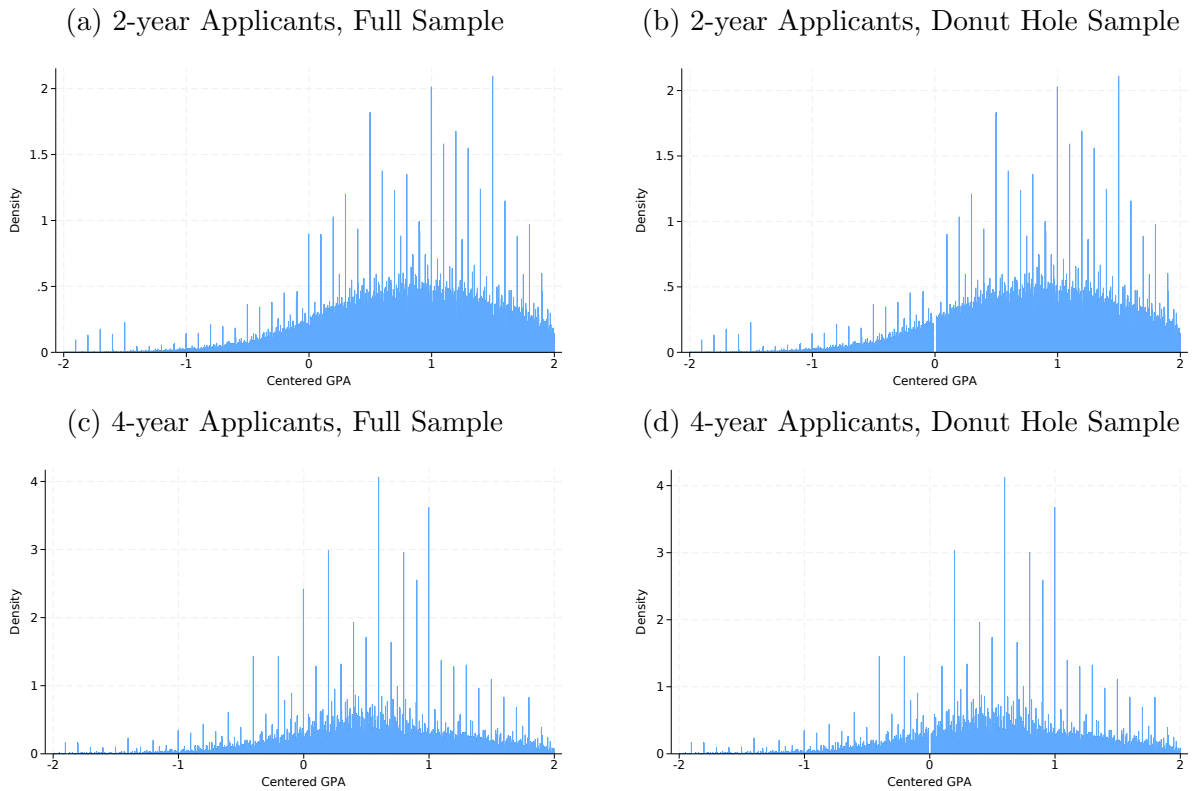 (a) 2-year Applicants, Full Sample
2
1.5
1
.5
0
Density
-2 -1 0 1 2
Centered GPA
(b) 2-year Applicants, Donut Hole Sample
2
1.5
1
.5
0
Density
-2 -1 0 1 2
Centered GPA
(c) 4-year Applicants, Full Sample
4
3
2
1
0
Density
-2 -1 0 1 2
Centered GPA
(d) 4-year Applicants, Donut Hole Sample
4
3
2
1
0
Density
-2 -1 0 1 2
Centered GPA